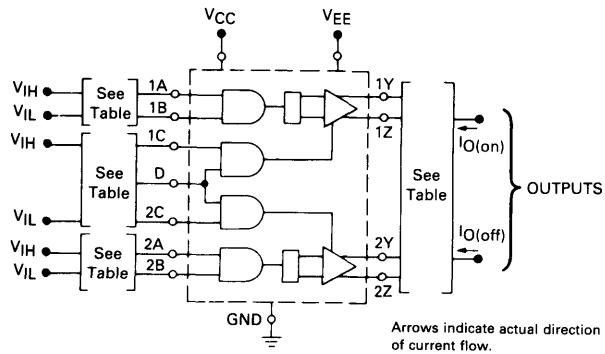 VCC
VEE
VIH
VIL
See
Table
1A
1B
1Y
1Z
VIH
VIL
See
Table
1C
D
2C
See
Table
IO(on)
IO(off)
OUTPUTS
VIH
VIL
See
Table
2A
2B
2Y
2Z
GND
Arrows indicate actual direction
of current flow.